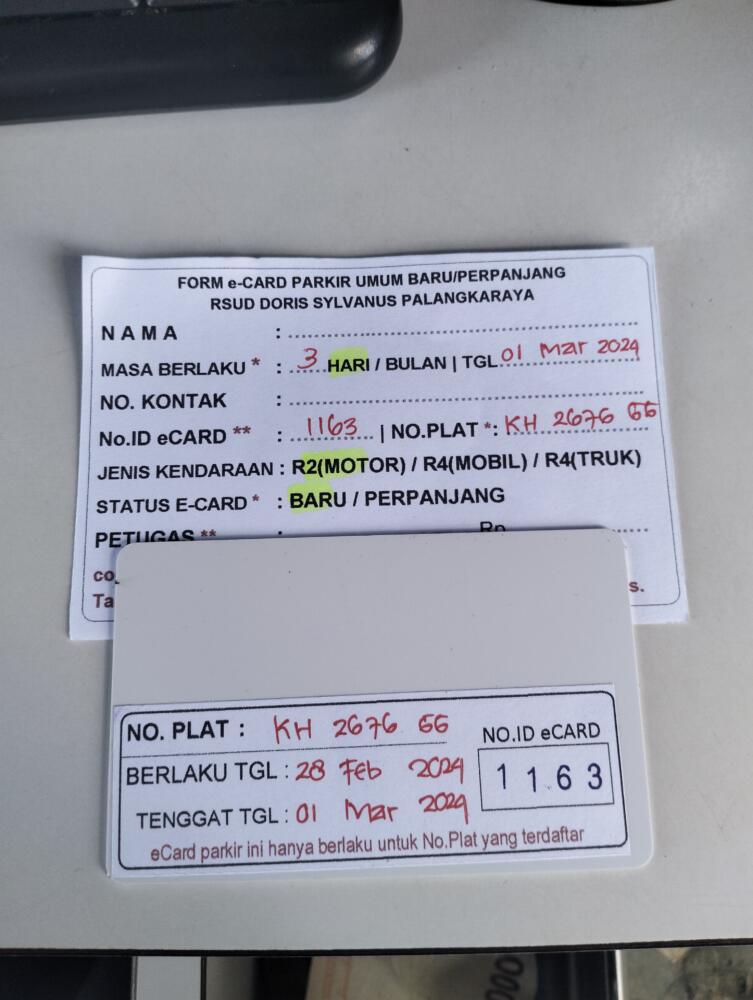 FORM e-CARD PARKIR UMUM BARU/PERPANJANG
RSUD DORIS SYLVANUS PALANGKARAYA
NAMA :
MASA BERLAKU * : 3 HARI / BULAN | TGL 01 Mar 2024
NO. KONTAK :
No.ID eCARD ** : 1163 | NO.PLAT *: KH 2676 GG
JENIS KENDARAAN : R2(MOTOR) / R4(MOBIL) / R4(TRUK)
STATUS E-CARD * : BARU / PERPANJANG
PETUGAS ** : Rp
NO. PLAT : KH 2676 GG
NO.ID eCARD
BERLAKU TGL : 28 Feb 2024
1163
TENGGAT TGL : 01 Mar 2024
eCard parkir ini hanya berlaku untuk No.Plat yang terdaftar